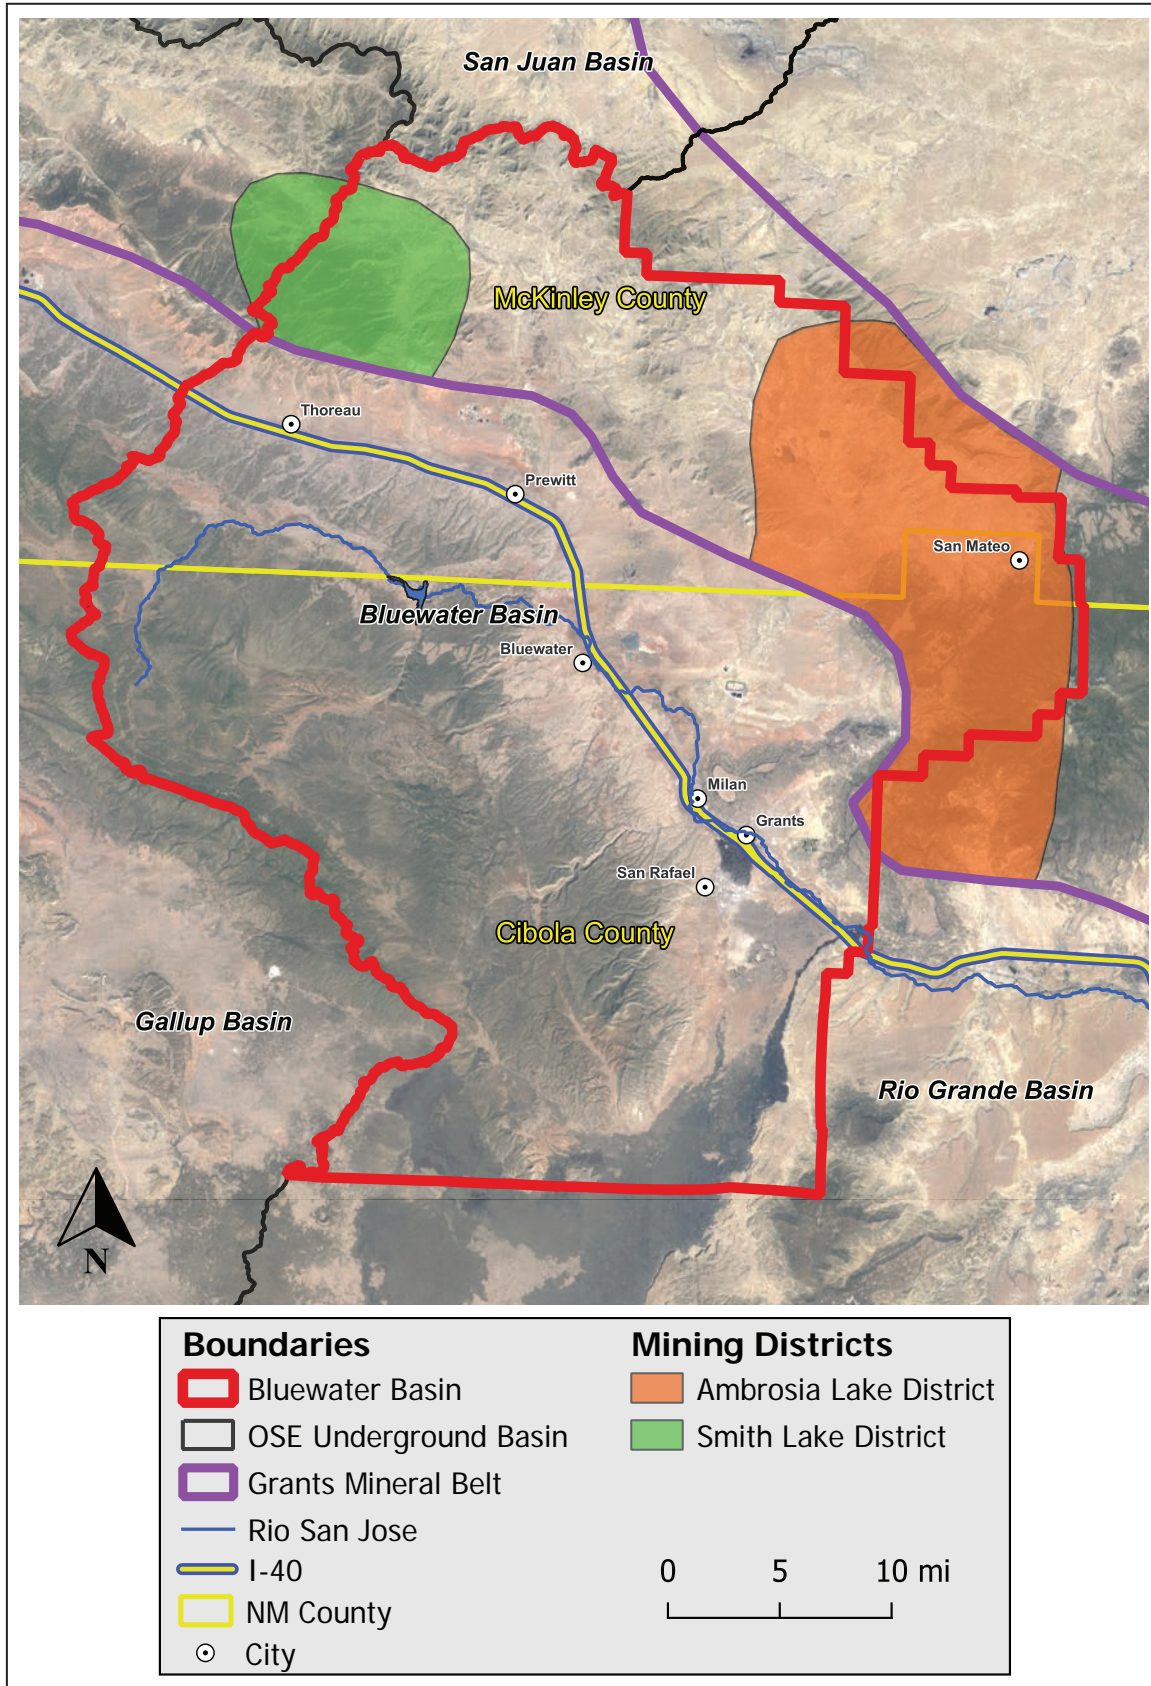 San Juan Basin
McKinley County
Thoreau
Prewitt
San Mateo
Bluewater Basin
Bluewater
Milan
Grants
San Rafael
Cibola County
Gallup Basin
Rio Grande Basin
N
Boundaries
Bluewater Basin
OSE Underground Basin
Grants Mineral Belt
Rio San Jose
I-40
NM County
City
Mining Districts
Ambrosia Lake District
Smith Lake District
0 5 10 mi